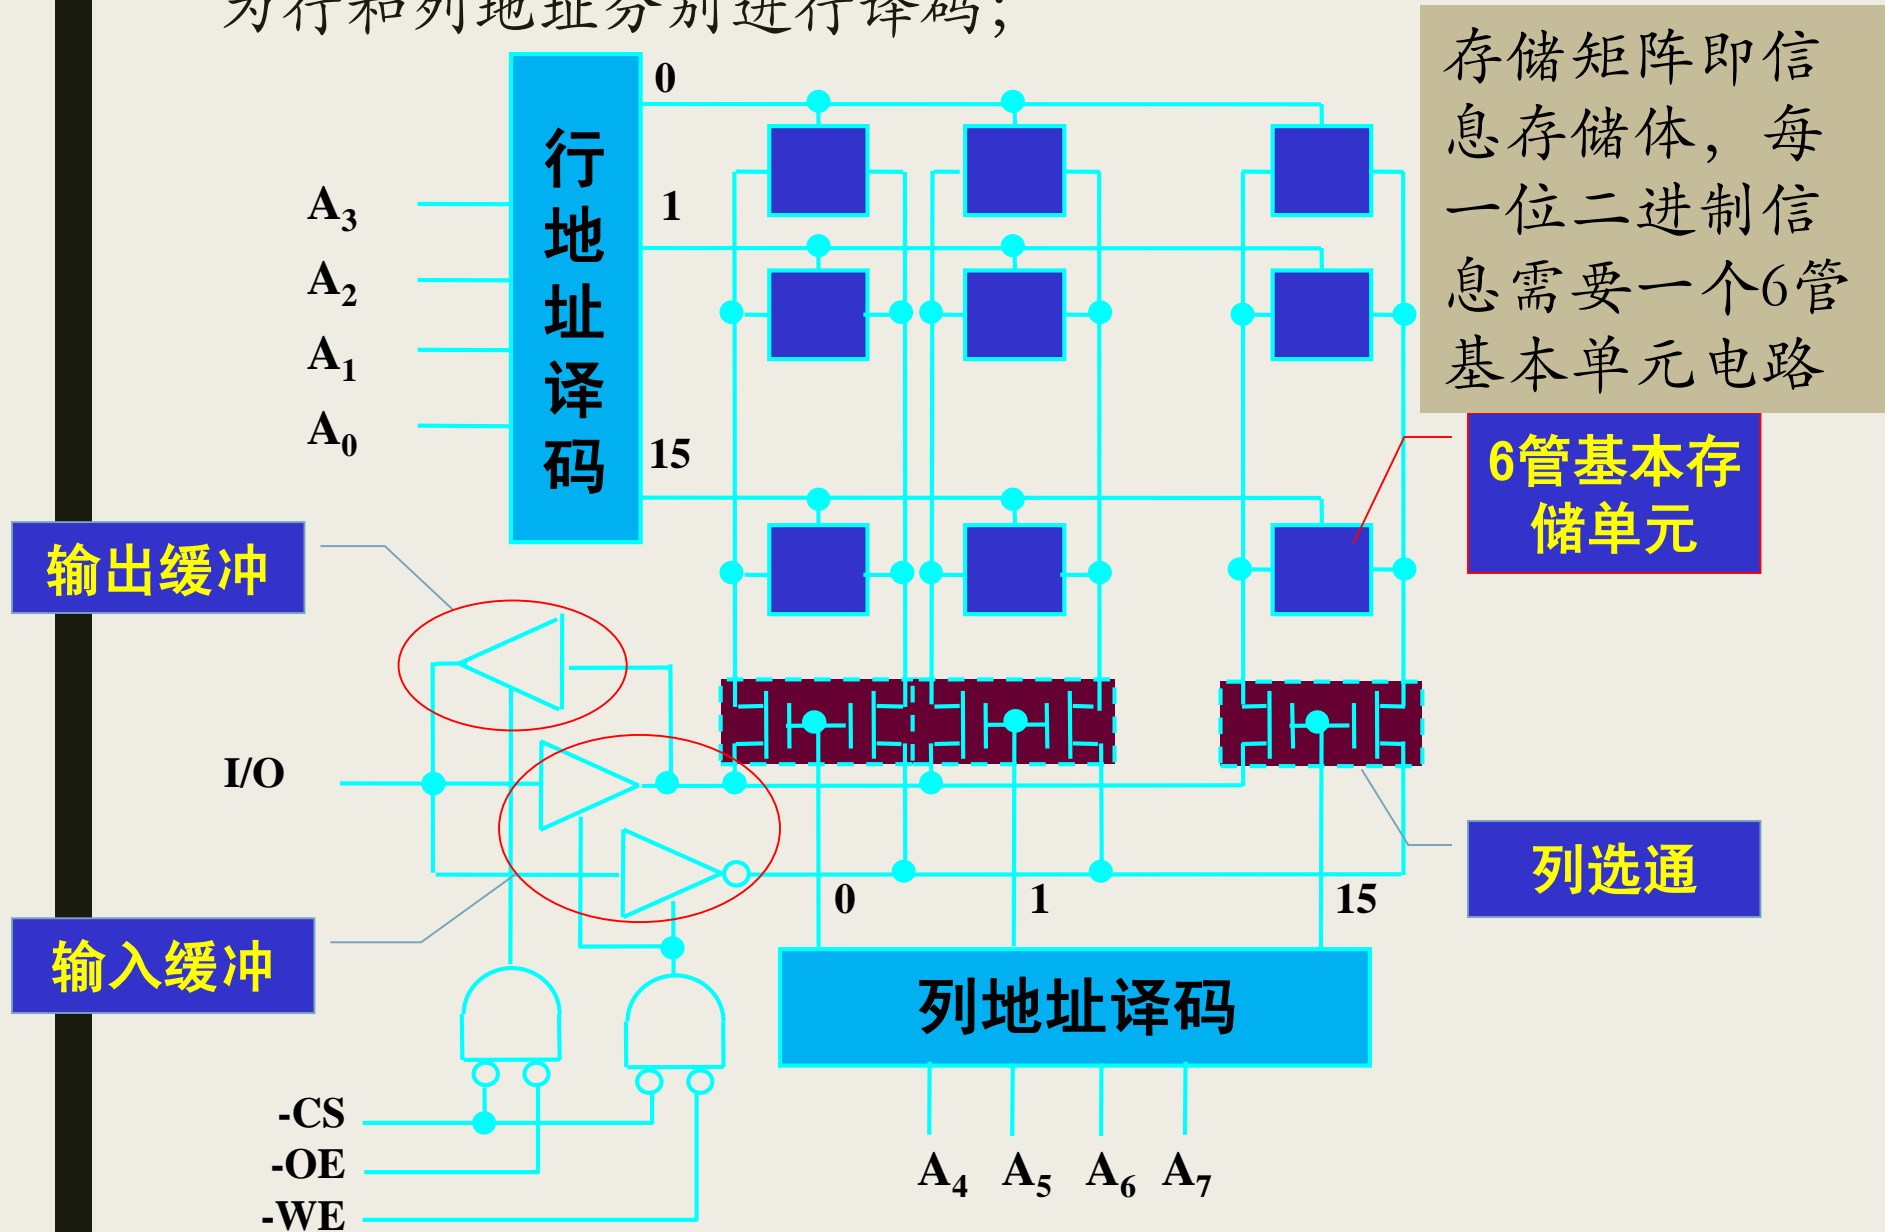 为行和列地址分别进行译码；
存储矩阵即信
息存储体，每
一位二进制信
息需要一个6管
基本单元电路
0
行地址译码
A3
1
A2
A1
A0
15
6管基本存
储单元
输出缓冲
I/O
列选通
0
1
15
输入缓冲
列地址译码
-CS
-OE
A4
A5
A6
A7
-WE